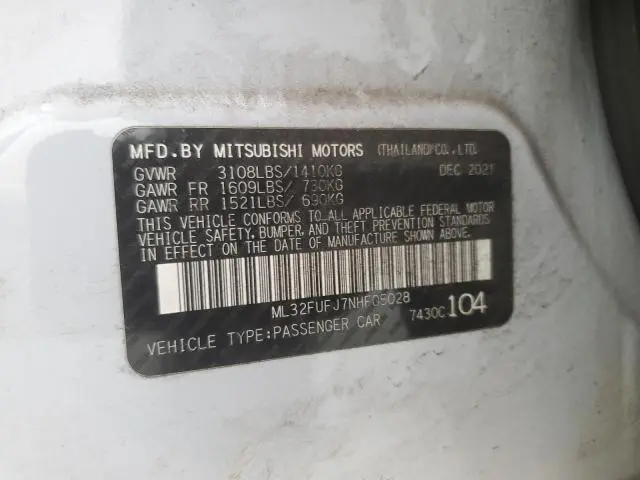 MFD.BY MITSUBISHI MOTORS (THAILAND)CO.,LTD.
GVWR 3108LBS/1410KG DEC 2021
GAWR FR 1609LBS/ 730KG
GAWR RR 1521LBS/ 690KG
THIS VEHICLE CONFORMS TO ALL APPLICABLE FEDERAL MOTOR
VEHICLE SAFETY, BUMPER, AND THEFT PREVENTION STANDARDS
IN EFFECT ON THE DATE OF MANUFACTURE SHOWN ABOVE.
ML32FUFJ7NHF05028
VEHICLE TYPE:PASSENGER CAR 7430C 104